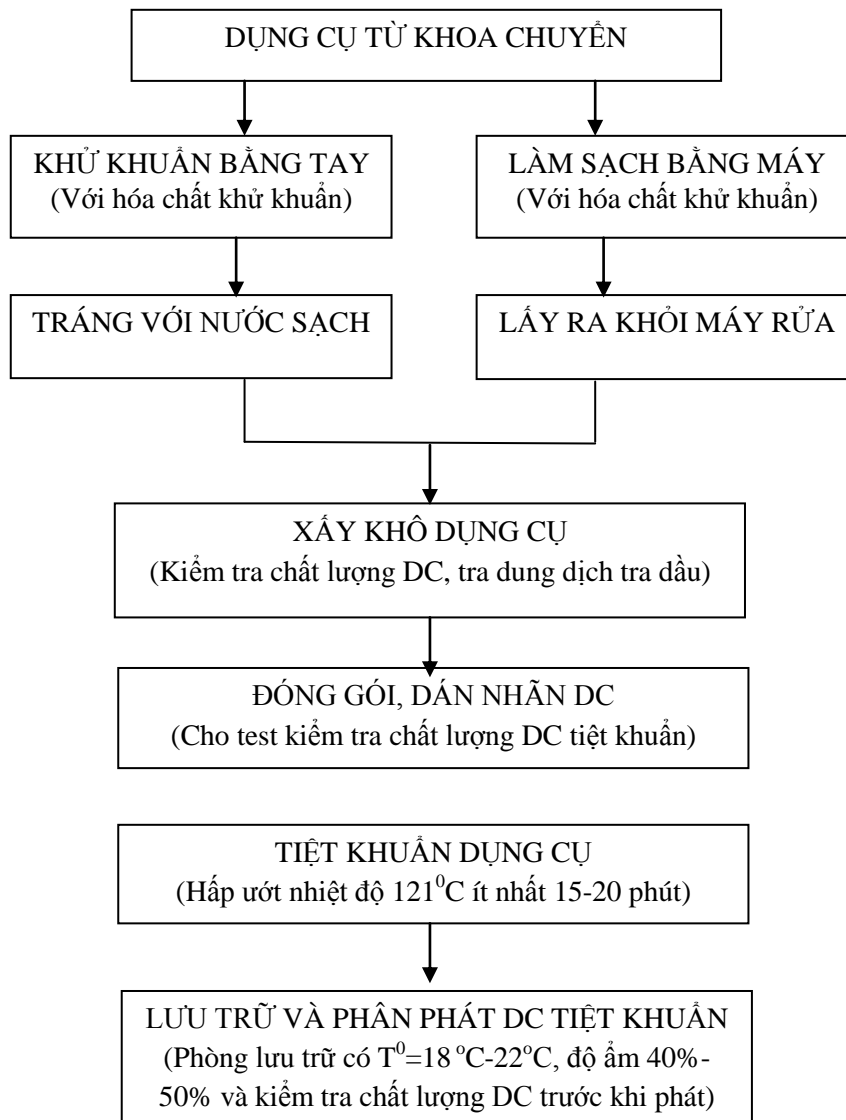 DỤNG CỤ TỪ KHOA CHUYỂN
KHỬ KHUẨN BẰNG TAY
(Với hóa chất khử khuẩn)
LÀM SẠCH BẰNG MÁY
(Với hóa chất khử khuẩn)
TRÁNG VỚI NƯỚC SẠCH
LẤY RA KHỎI MÁY RỬA
XẤY KHÔ DỤNG CỤ
(Kiểm tra chất lượng DC, tra dung dịch tra dầu)
ĐÓNG GÓI, DÁN NHÃN DC
(Cho test kiểm tra chất lượng DC tiệt khuẩn)
TIỆT KHUẨN DỤNG CỤ
(Hấp ướt nhiệt độ 121⁰C ít nhất 15-20 phút)
LƯU TRỮ VÀ PHÂN PHÁT DC TIỆT KHUẨN
(Phòng lưu trữ có T⁰=18 ᵒC-22ᵒC, độ ẩm 40%-
50% và kiểm tra chất lượng DC trước khi phát)